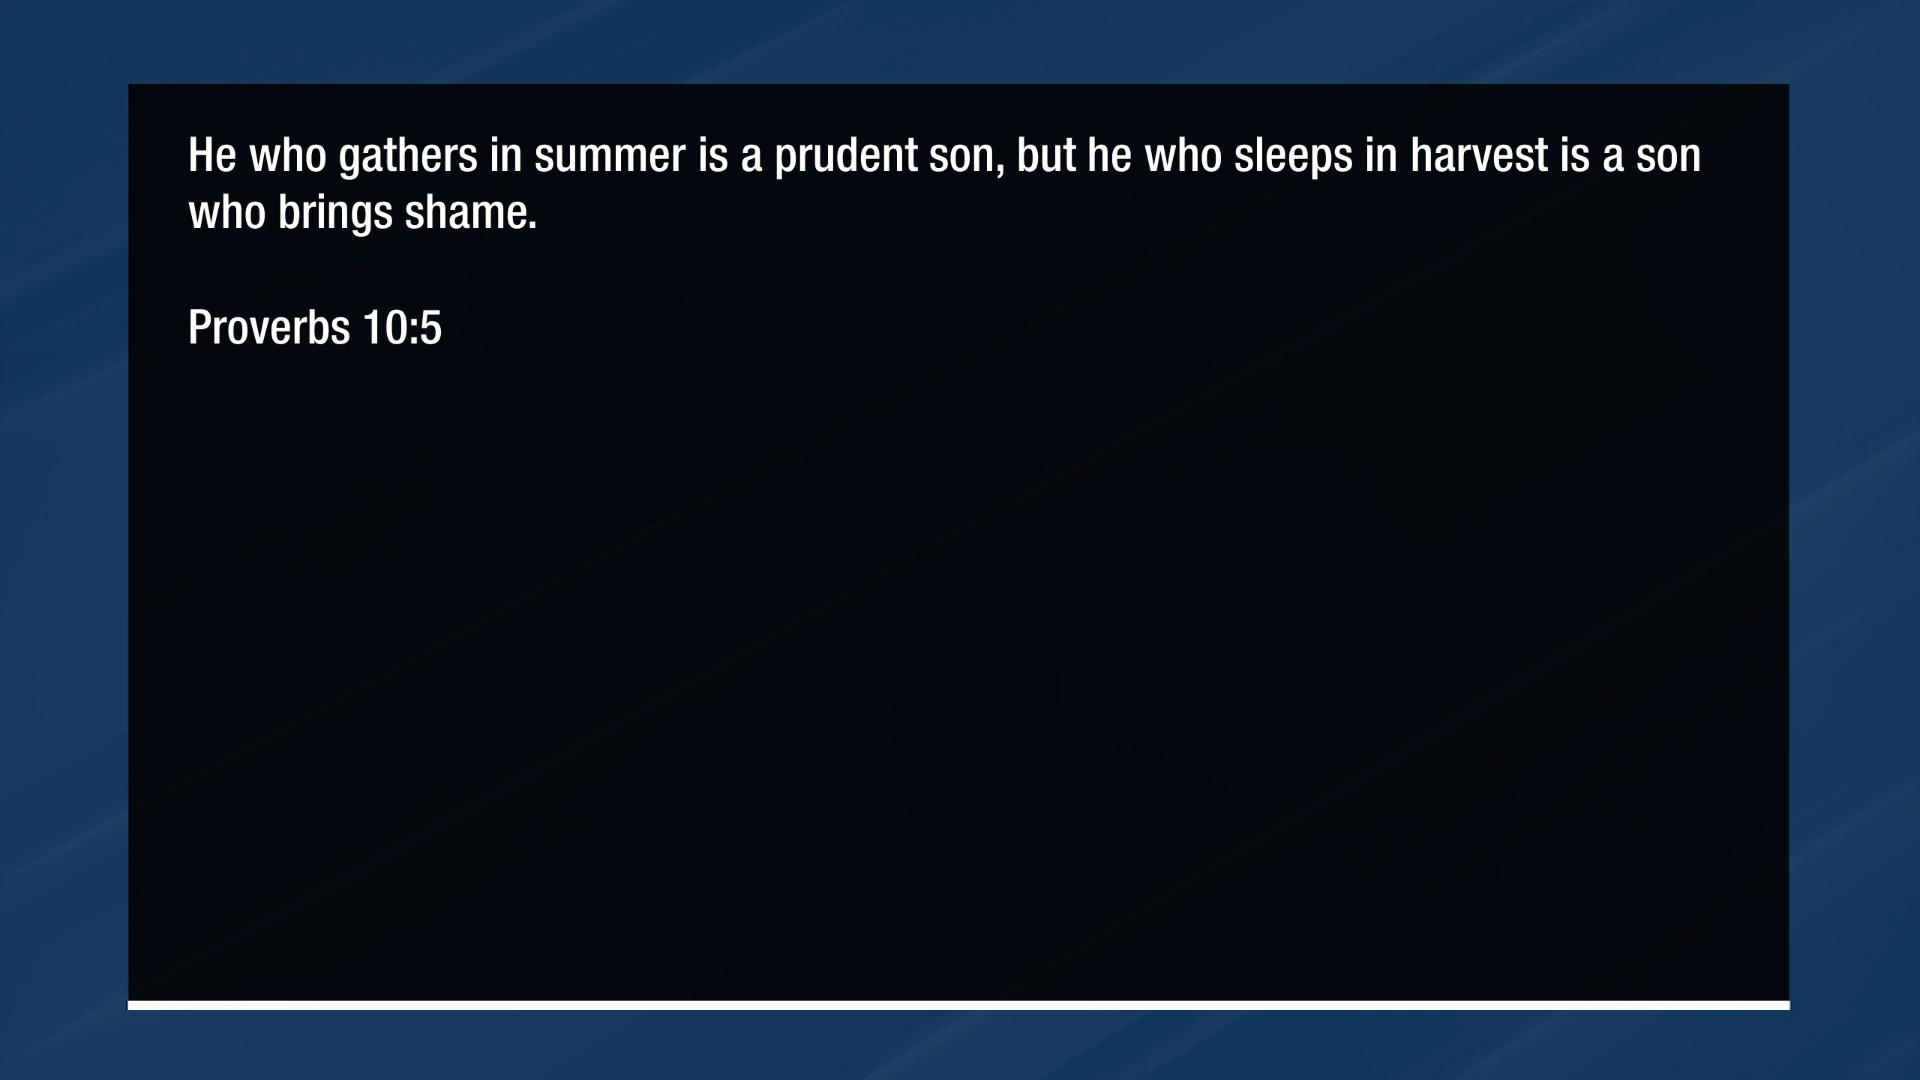 He who gathers in summer is a prudent son, but he who sleeps in harvest is a son
who brings shame.
Proverbs 10:5